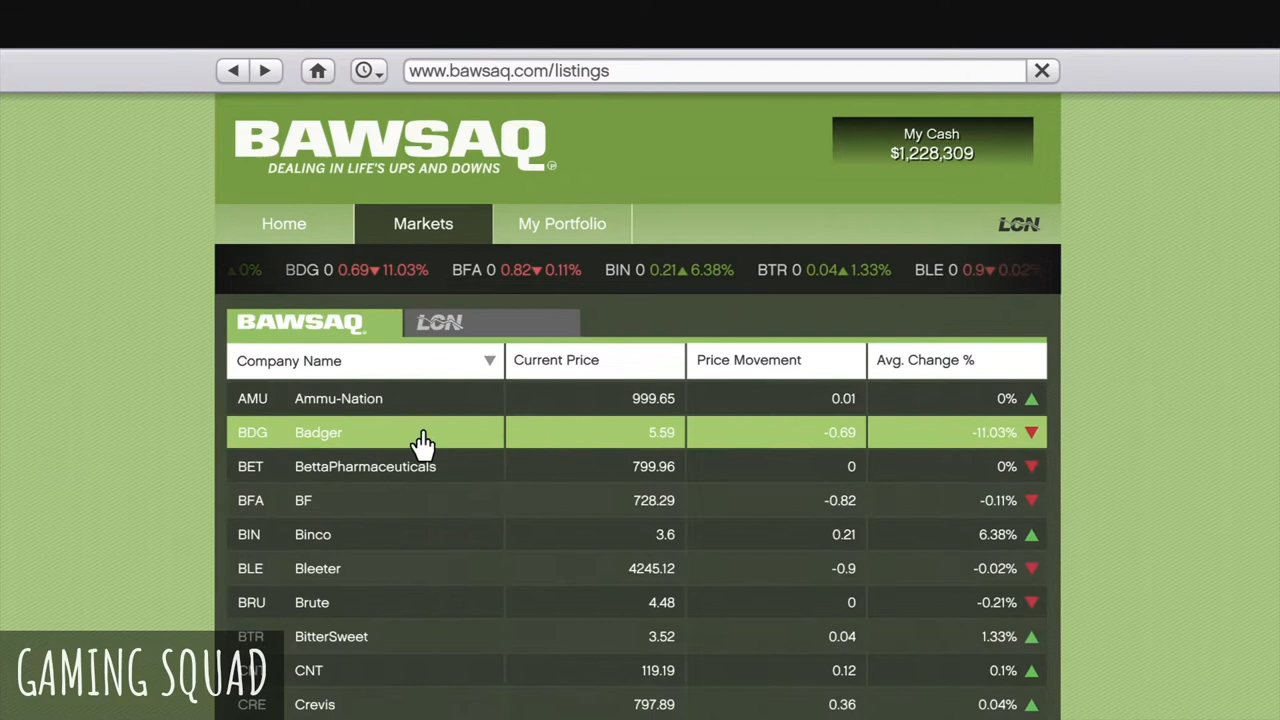 www.bawsaq.com/listings
BAWSAQ
DEALING IN LIFE'S UPS AND DOWNS
My Cash
$1,228,309
Home Markets My Portfolio LCN
0% BDG 0 0.69▼11.03% BFA 0 0.82▼0.11% BIN 0 0.21▲6.38% BTR 0 0.04▲1.33% BLE 0 0.9▼0.02%
BAWSAQ LCN
Company Name Current Price Price Movement Avg. Change %
AMU Ammu-Nation 999.65 0.01 0%
BDG Badger 5.59 -0.69 -11.03%
BET BettaPharmaceuticals 799.96 0 0%
BFA BF 728.29 -0.82 -0.11%
BIN Binco 3.6 0.21 6.38%
BLE Bleeter 4245.12 -0.9 -0.02%
BRU Brute 4.48 0 -0.21%
BTR BitterSweet 3.52 0.04 1.33%
CNT CNT 119.19 0.12 0.1%
CRE Crevis 797.89 0.36 0.04%
GAMING SQUAD